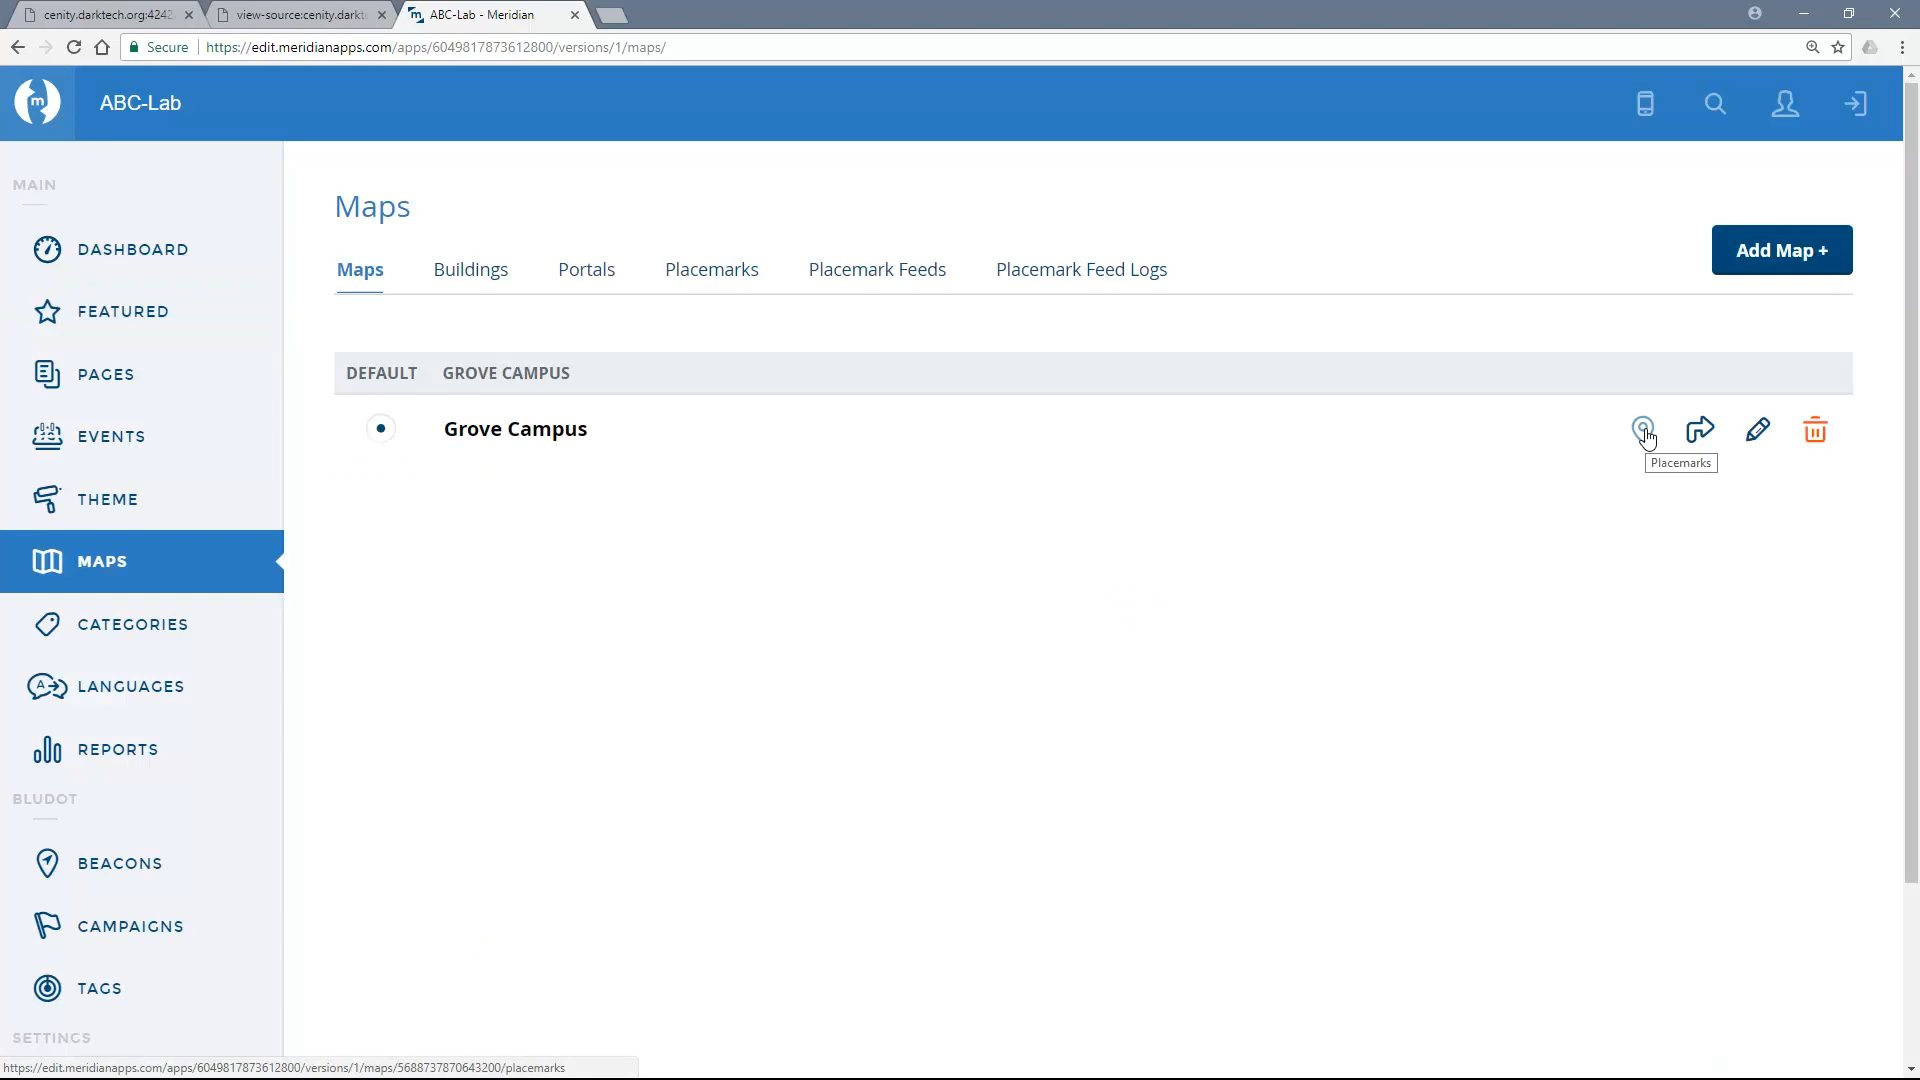 cenity.darktech.org:4242
view-source:cenity.darkt
ABC-Lab - Meridian
Secure
https://edit.meridianapps.com/apps/6049817873612800/versions/1/maps/
m
ABC-Lab
MAIN
DASHBOARD
FEATURED
PAGES
EVENTS
THEME
MAPS
CATEGORIES
LANGUAGES
REPORTS
BLUDOT
BEACONS
CAMPAIGNS
TAGS
SETTINGS
Maps
Add Map +
Maps
Buildings
Portals
Placemarks
Placemark Feeds
Placemark Feed Logs
DEFAULT
GROVE CAMPUS
Grove Campus
Placemarks
https://edit.meridianapps.com/apps/6049817873612800/versions/1/maps/5688737870643200/placemarks